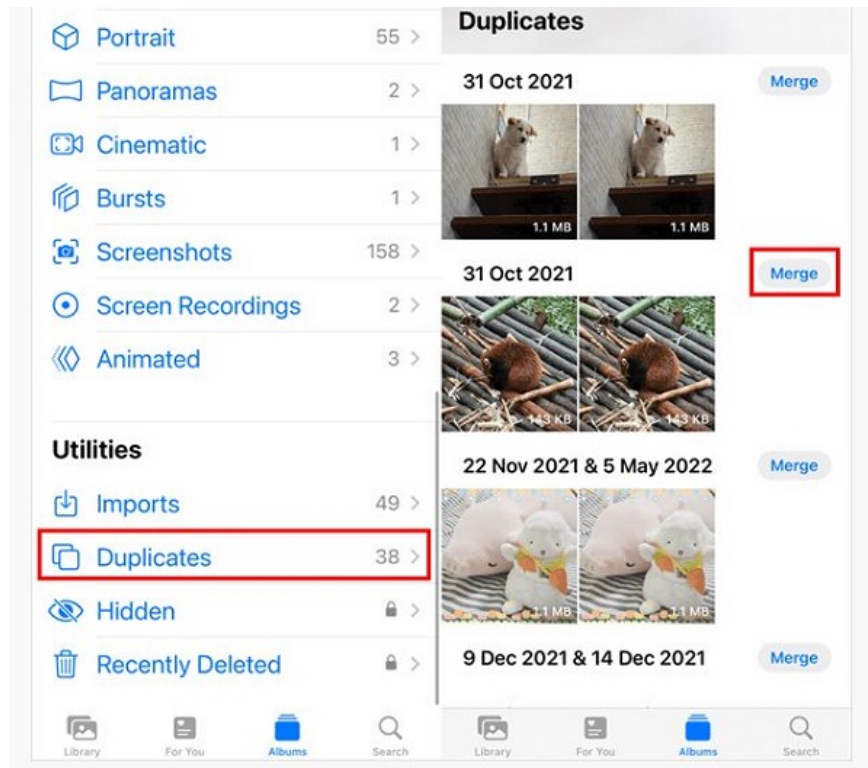 Portrait 55
Panoramas 2
Cinematic 1
Bursts 1
Screenshots 158
Screen Recordings 2
Animated 3
Utilities
Imports 49
Duplicates 38
Hidden
Recently Deleted
Library For You Albums Search
Duplicates
31 Oct 2021 Merge
1.1 MB 1.1 MB
31 Oct 2021 Merge
143 KB 143 KB
22 Nov 2021 & 5 May 2022 Merge
1.1 MB 1.1 MB
9 Dec 2021 & 14 Dec 2021 Merge
Library For You Albums Search